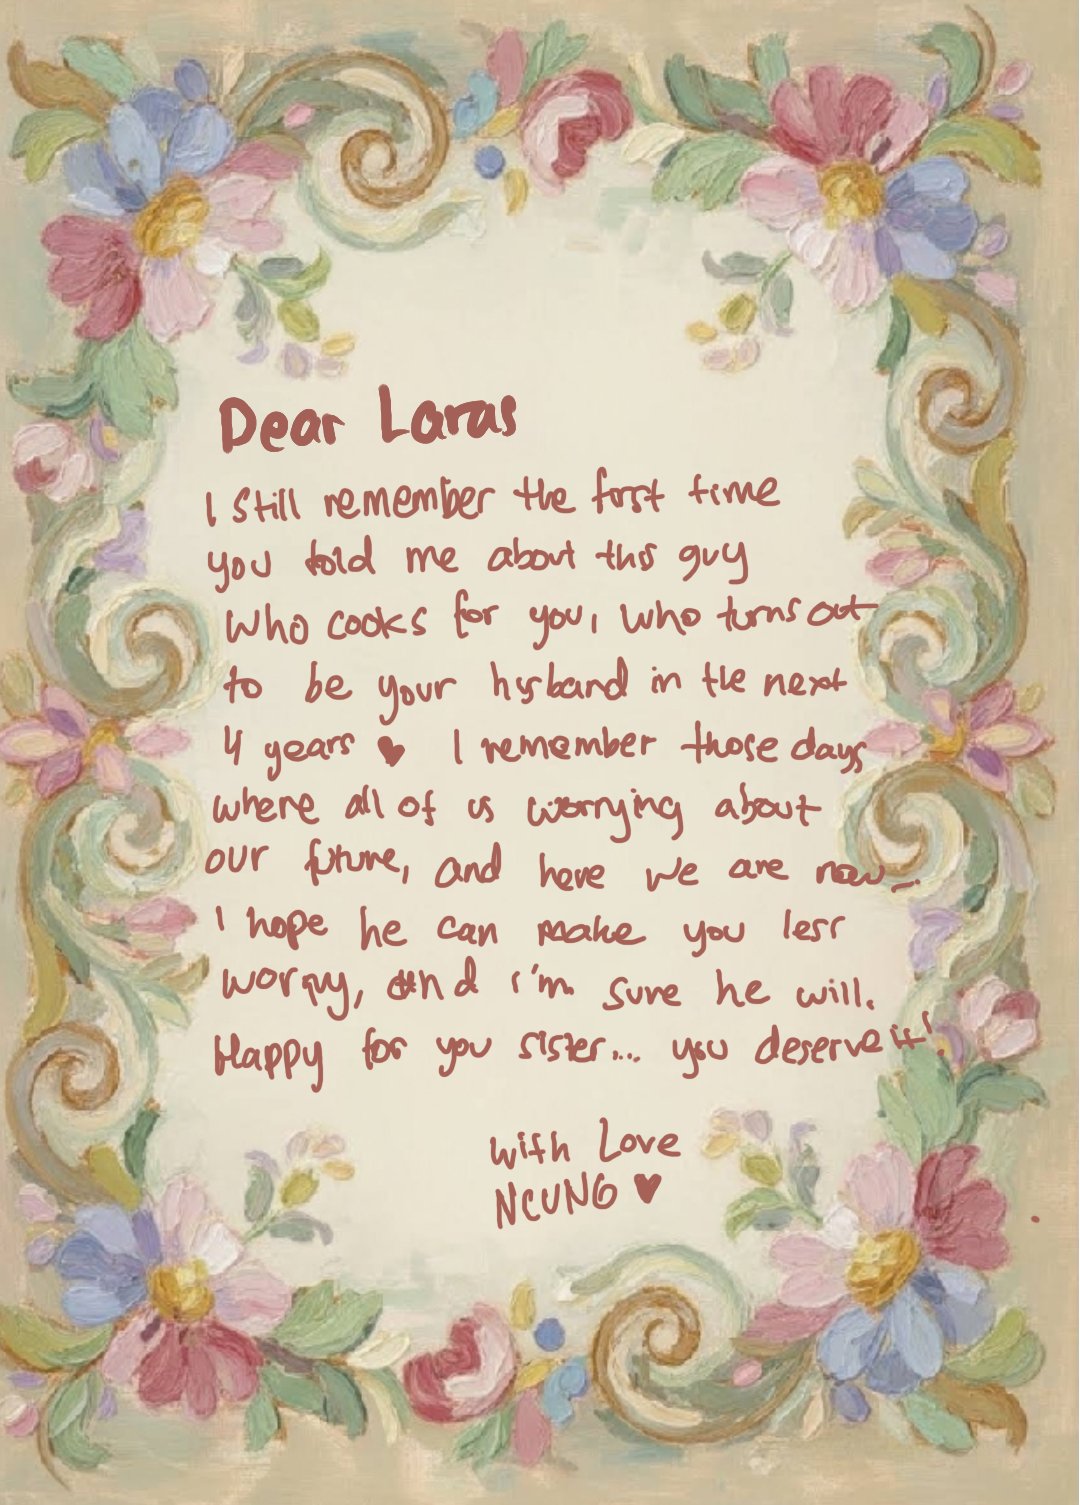 Dear Laras
I still remember the first time
you told me about this guy
who cooks for you, who turns out
to be your husband in the next
4 years ♥ I remember those days
where all of us worrying about
our future, and here we are now...
I hope he can make you less
worry, and I'm sure he will.
Happy for you sister... you deserve it!
With Love
NCUNG ♥